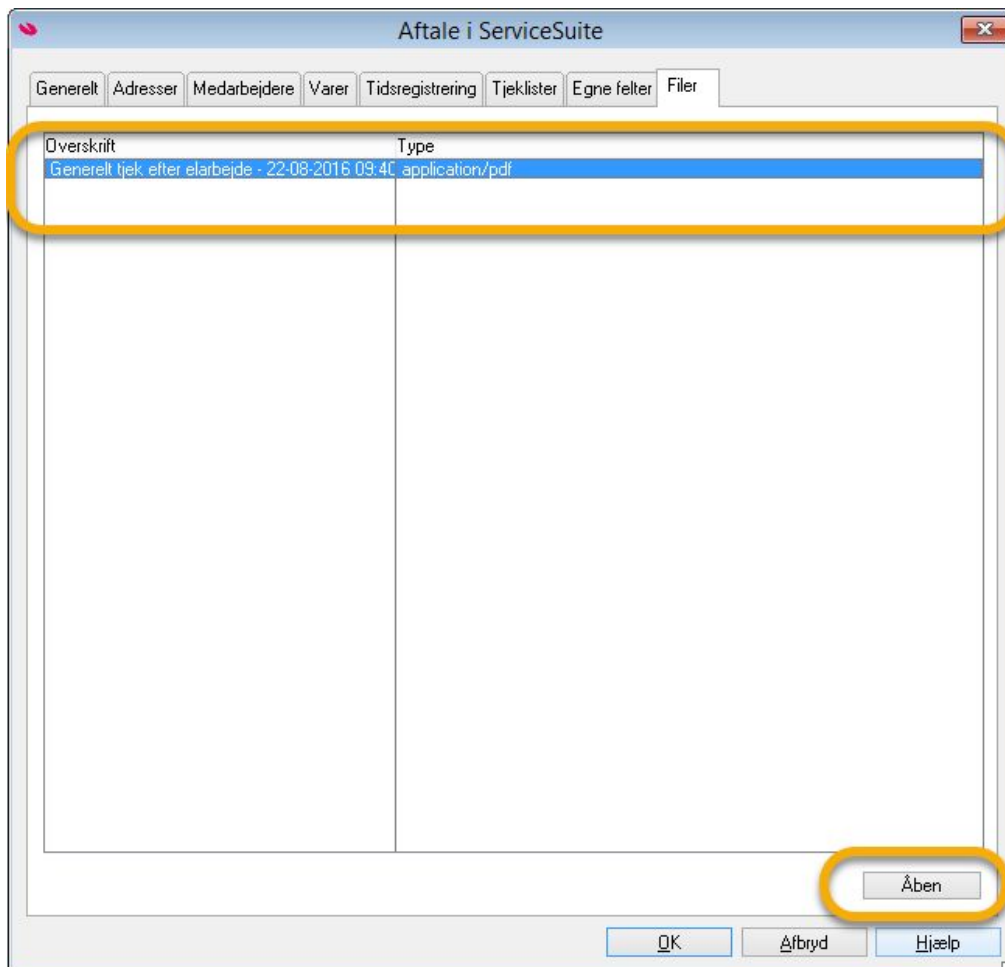 Aftale i ServiceSuite
Generelt Adresser Medarbejdere Varer Tidsregistrering Tjeklister Egne felter Filer
Overskrift Type
Generelt tjek efter elarbejde - 22-08-2016 09:40 application/pdf
Åben
OK Afbryd Hjælp